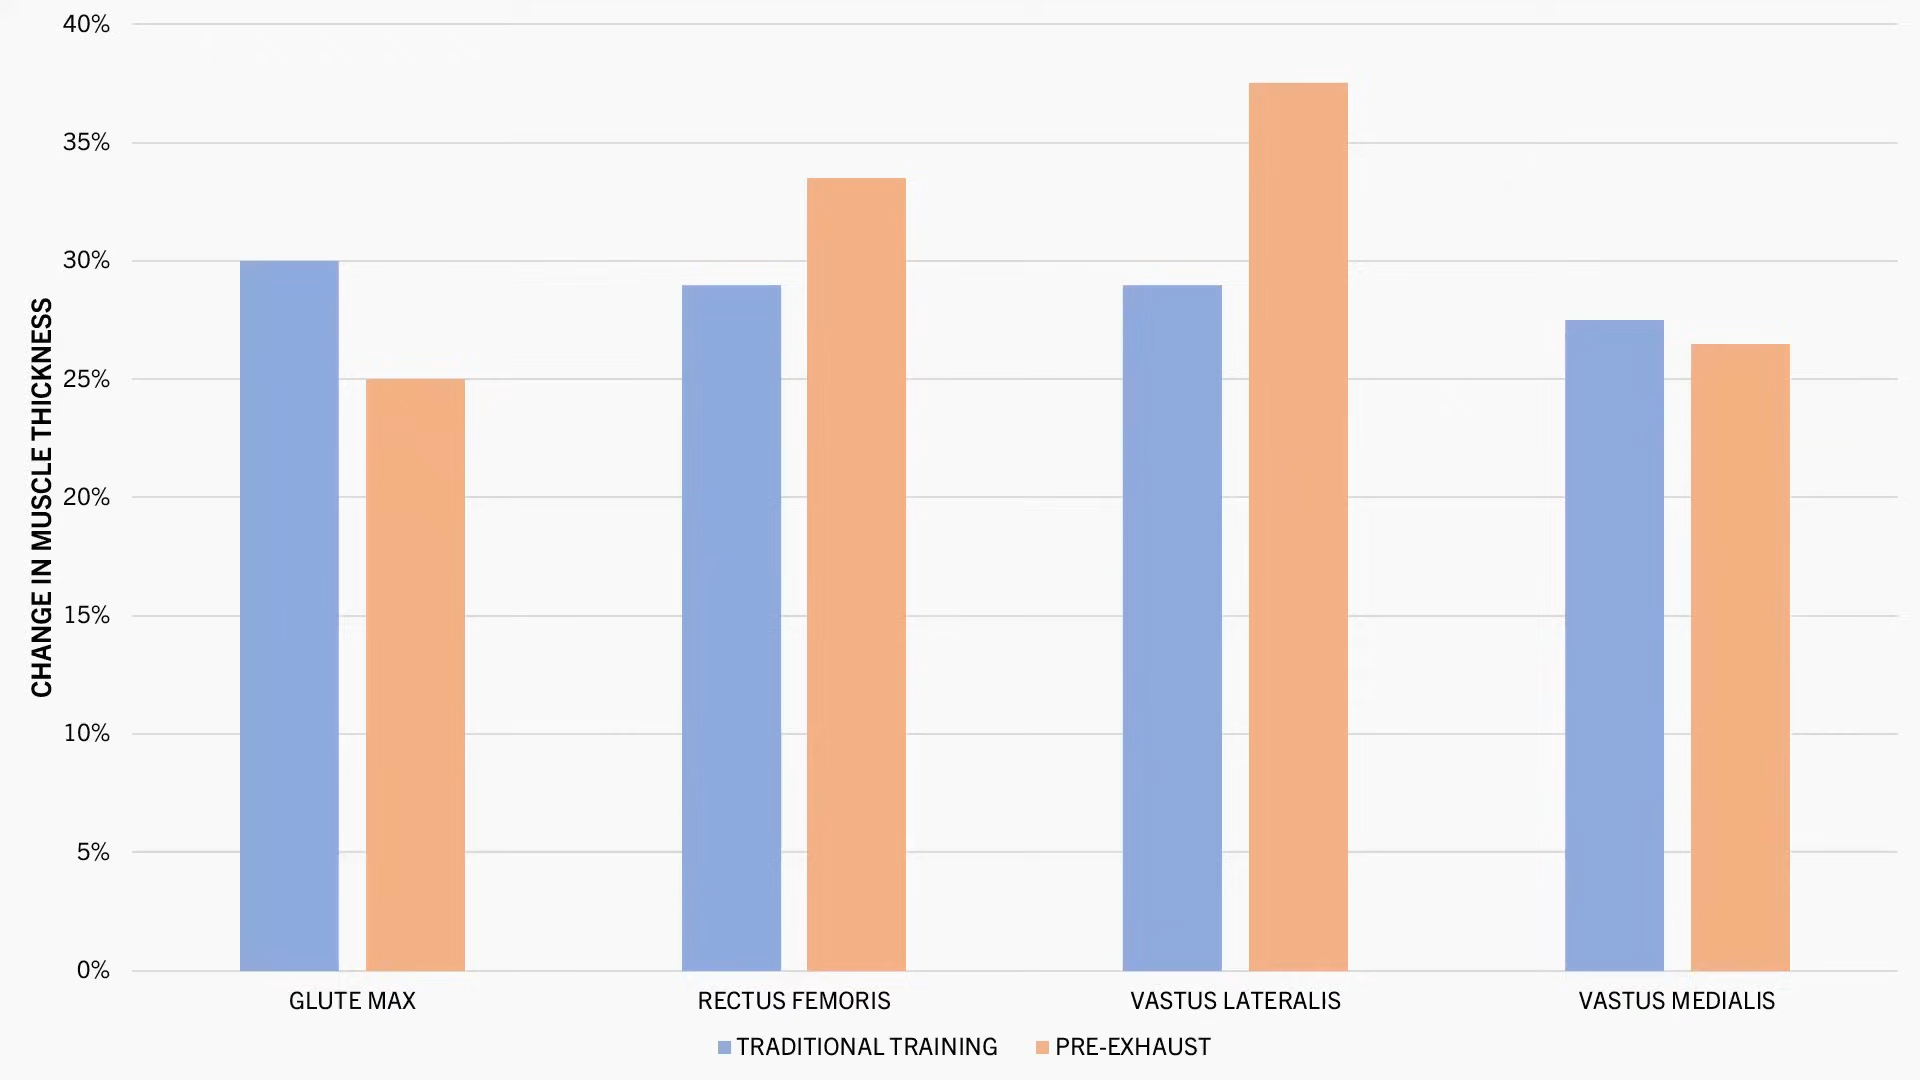 40%
35%
30%
25%
20%
15%
10%
5%
0%
CHANGE IN MUSCLE THICKNESS
GLUTE MAX
RECTUS FEMORIS
VASTUS LATERALIS
VASTUS MEDIALIS
TRADITIONAL TRAINING
PRE-EXHAUST